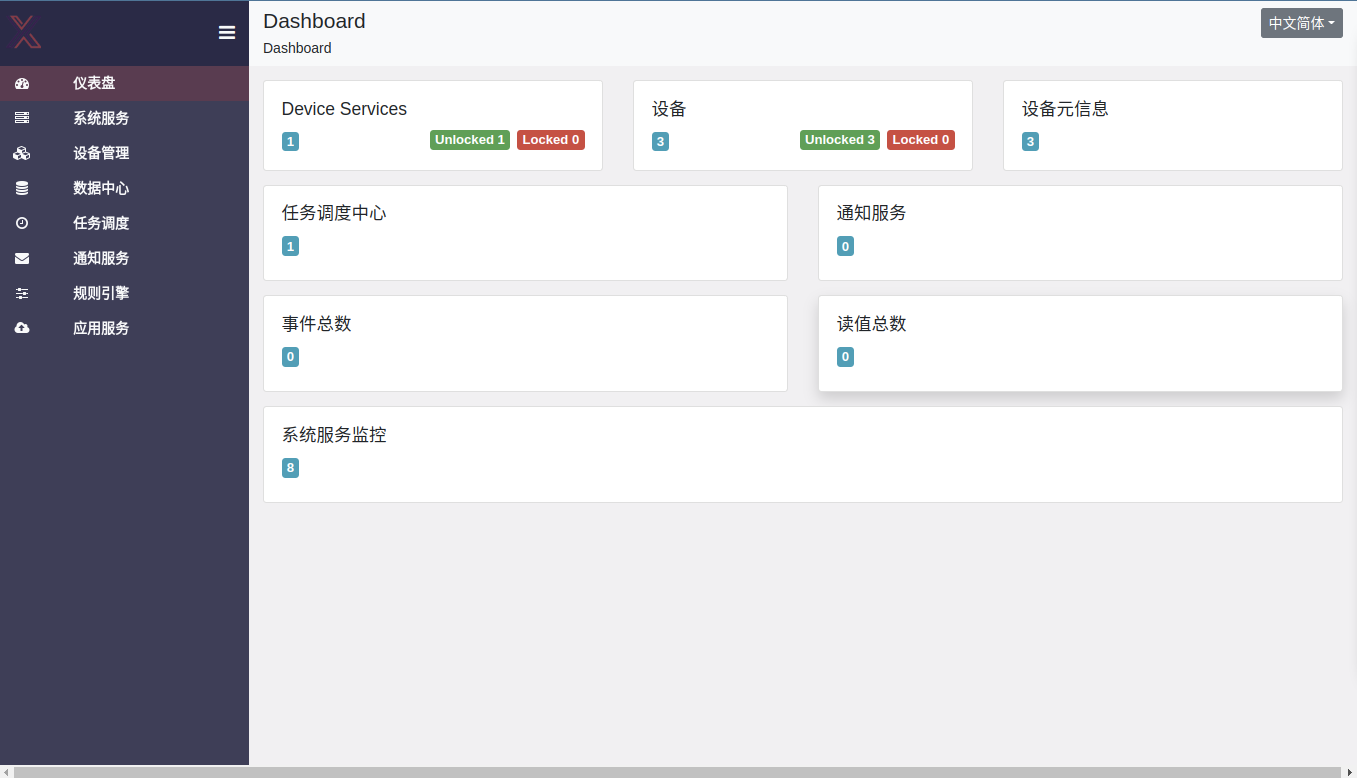 Dashboard
Dashboard
中文简体
仪表盘
系统服务
设备管理
数据中心
任务调度
通知服务
规则引擎
应用服务
Device Services
1
Unlocked 1
Locked 0
设备
3
Unlocked 3
Locked 0
设备元信息
3
任务调度中心
1
通知服务
0
事件总数
0
读值总数
0
系统服务监控
8